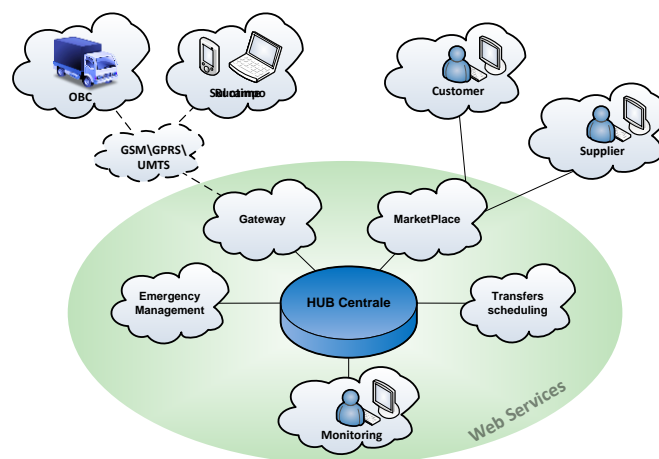 OBC
Customer
Supplier
GSM\GPRS\
UMTS
Gateway
MarketPlace
HUB Centrale
Emergency
Management
Transfers
scheduling
Monitoring
Web Services